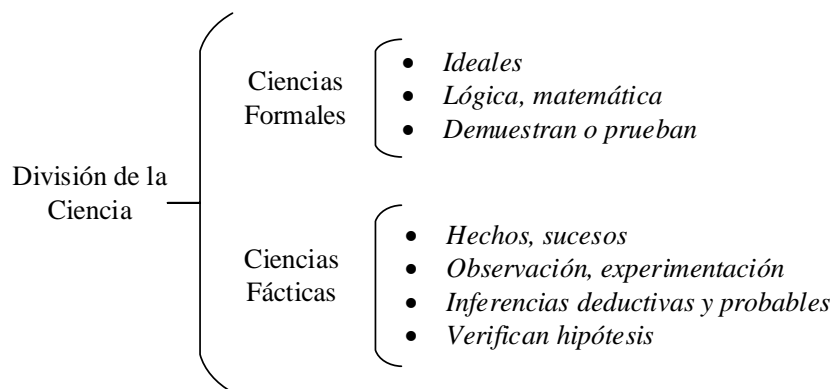 División de la
Ciencia
Ciencias
Formales
• Ideales
• Lógica, matemática
• Demuestran o prueban
Ciencias
Fácticas
• Hechos, sucesos
• Observación, experimentación
• Inferencias deductivas y probables
• Verifican hipótesis